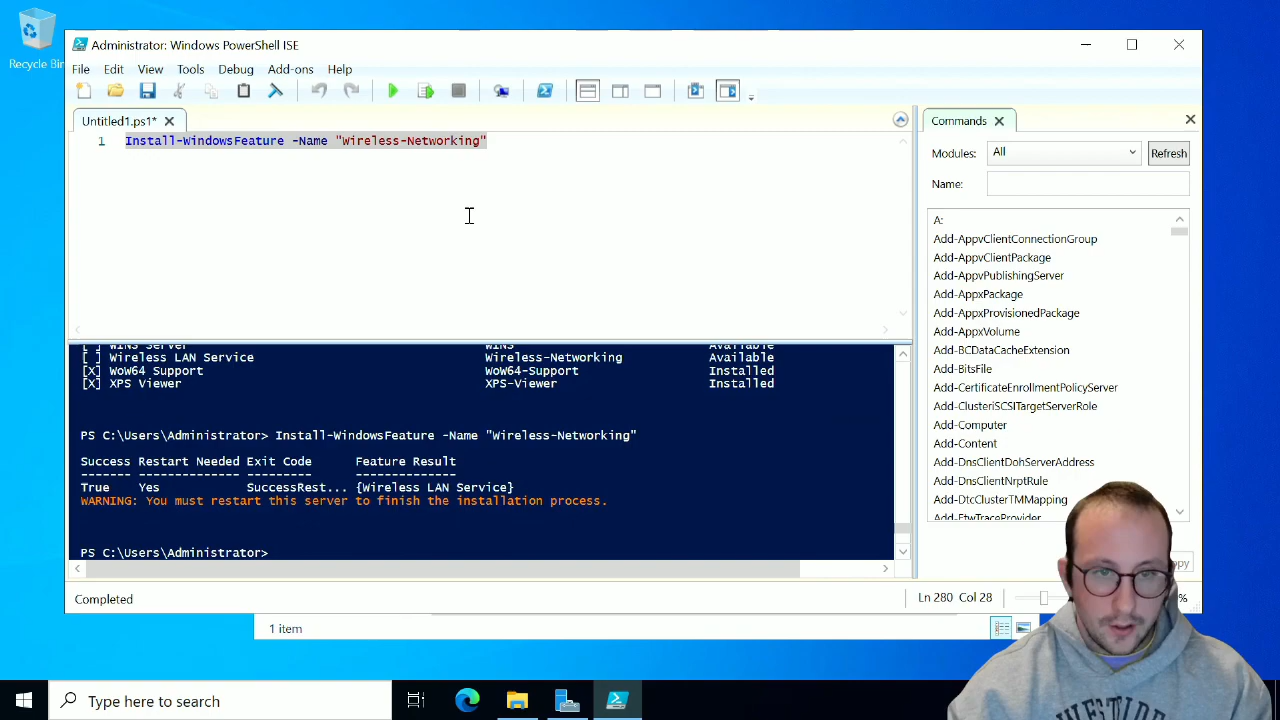 Recycle Bin
Administrator: Windows PowerShell ISE
File Edit View Tools Debug Add-ons Help
Untitled1.ps1*
1 Install-WindowsFeature -Name "Wireless-Networking"
[ ] WINS Server WINS Available
[ ] Wireless LAN Service Wireless-Networking Available
[X] WoW64 Support WoW64-Support Installed
[X] XPS Viewer XPS-Viewer Installed
PS C:\Users\Administrator> Install-WindowsFeature -Name "Wireless-Networking"
Success Restart Needed Exit Code Feature Result
------- -------------- --------- --------------
True Yes SuccessRest... {Wireless LAN Service}
WARNING: You must restart this server to finish the installation process.
PS C:\Users\Administrator>
Completed
Ln 280 Col 28
%
Commands
Modules: All Refresh
Name:
A:
Add-AppvClientConnectionGroup
Add-AppvClientPackage
Add-AppvPublishingServer
Add-AppxPackage
Add-AppxProvisionedPackage
Add-AppxVolume
Add-BCDataCacheExtension
Add-BitsFile
Add-CertificateEnrollmentPolicyServer
Add-ClusteriSCSITargetServerRole
Add-Computer
Add-Content
Add-DnsClientDohServerAddress
Add-DnsClientNrptRule
Add-DtcClusterTMMapping
Add-EtwTraceProvider
1 item
Type here to search